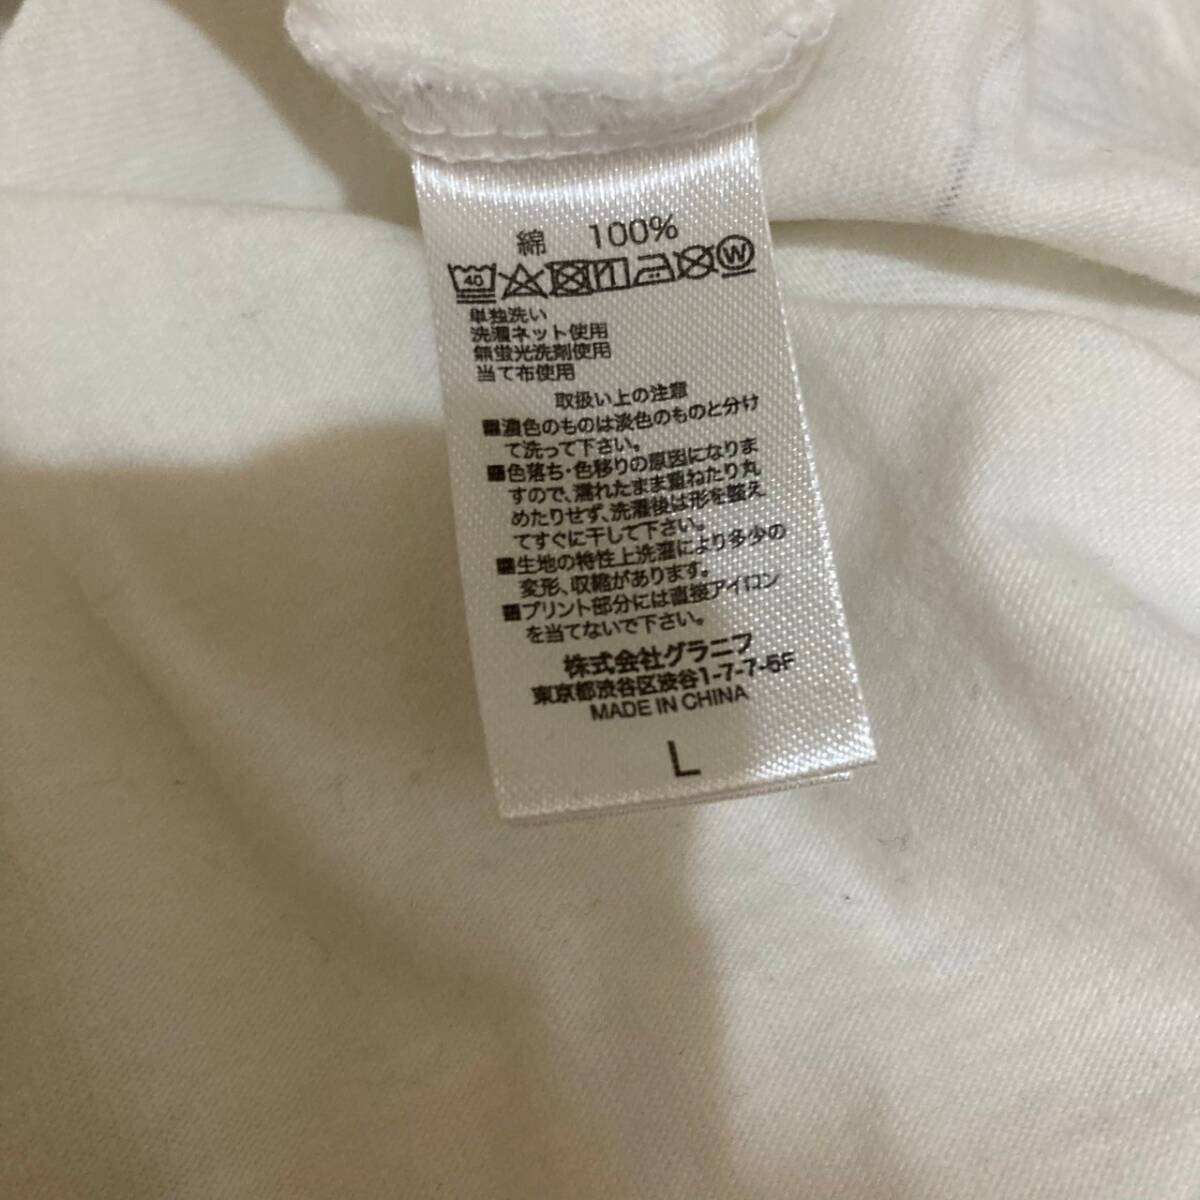 綿 100%
40 W
単独洗い
洗濯ネット使用
無蛍光洗剤使用
当て布使用
取扱い上の注意
■濃色のものは淡色のものと分け
て洗って下さい。
■色落ち・色移りの原因になりま
すので、濡れたまま重ねたり丸
めたりせず、洗濯後は形を整え
てすぐに干して下さい。
■生地の特性上洗濯により多少の
変形、収縮があります。
■プリント部分には直接アイロン
を当てないで下さい。
株式会社グラニフ
東京都渋谷区渋谷1-7-7-5F
MADE IN CHINA
L